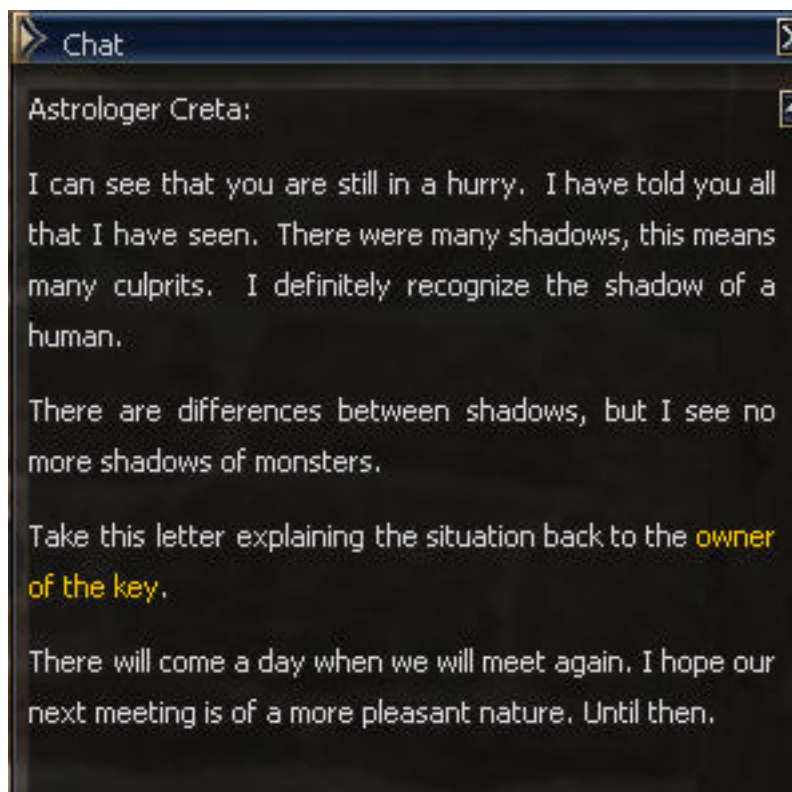 Chat
Astrologer Creta:
I can see that you are still in a hurry.  I have told you all
that I have seen.  There were many shadows, this means
many culprits.  I definitely recognize the shadow of a
human.
There are differences between shadows, but I see no
more shadows of monsters.
Take this letter explaining the situation back to the owner
of the key.
There will come a day when we will meet again. I hope our
next meeting is of a more pleasant nature. Until then.